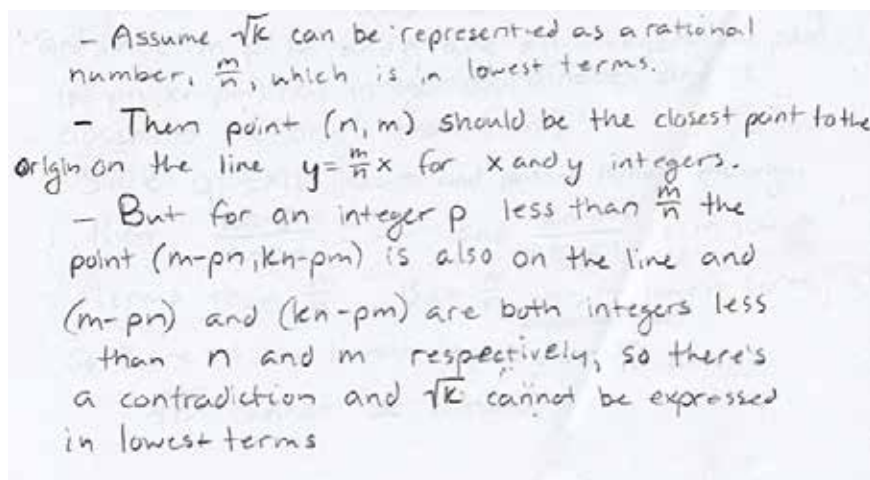 - Assume √k can be represented as a rational
number, m/n, which is in lowest terms.
- Then point (n, m) should be the closest point to the
origin on the line y = m/n x for x and y integers.
- But for an integer p less than m/n the
point (m-pn, kn-pm) is also on the line and
(m-pn) and (kn-pm) are both integers less
than n and m respectively, so there's
a contradiction and √k cannot be expressed
in lowest terms